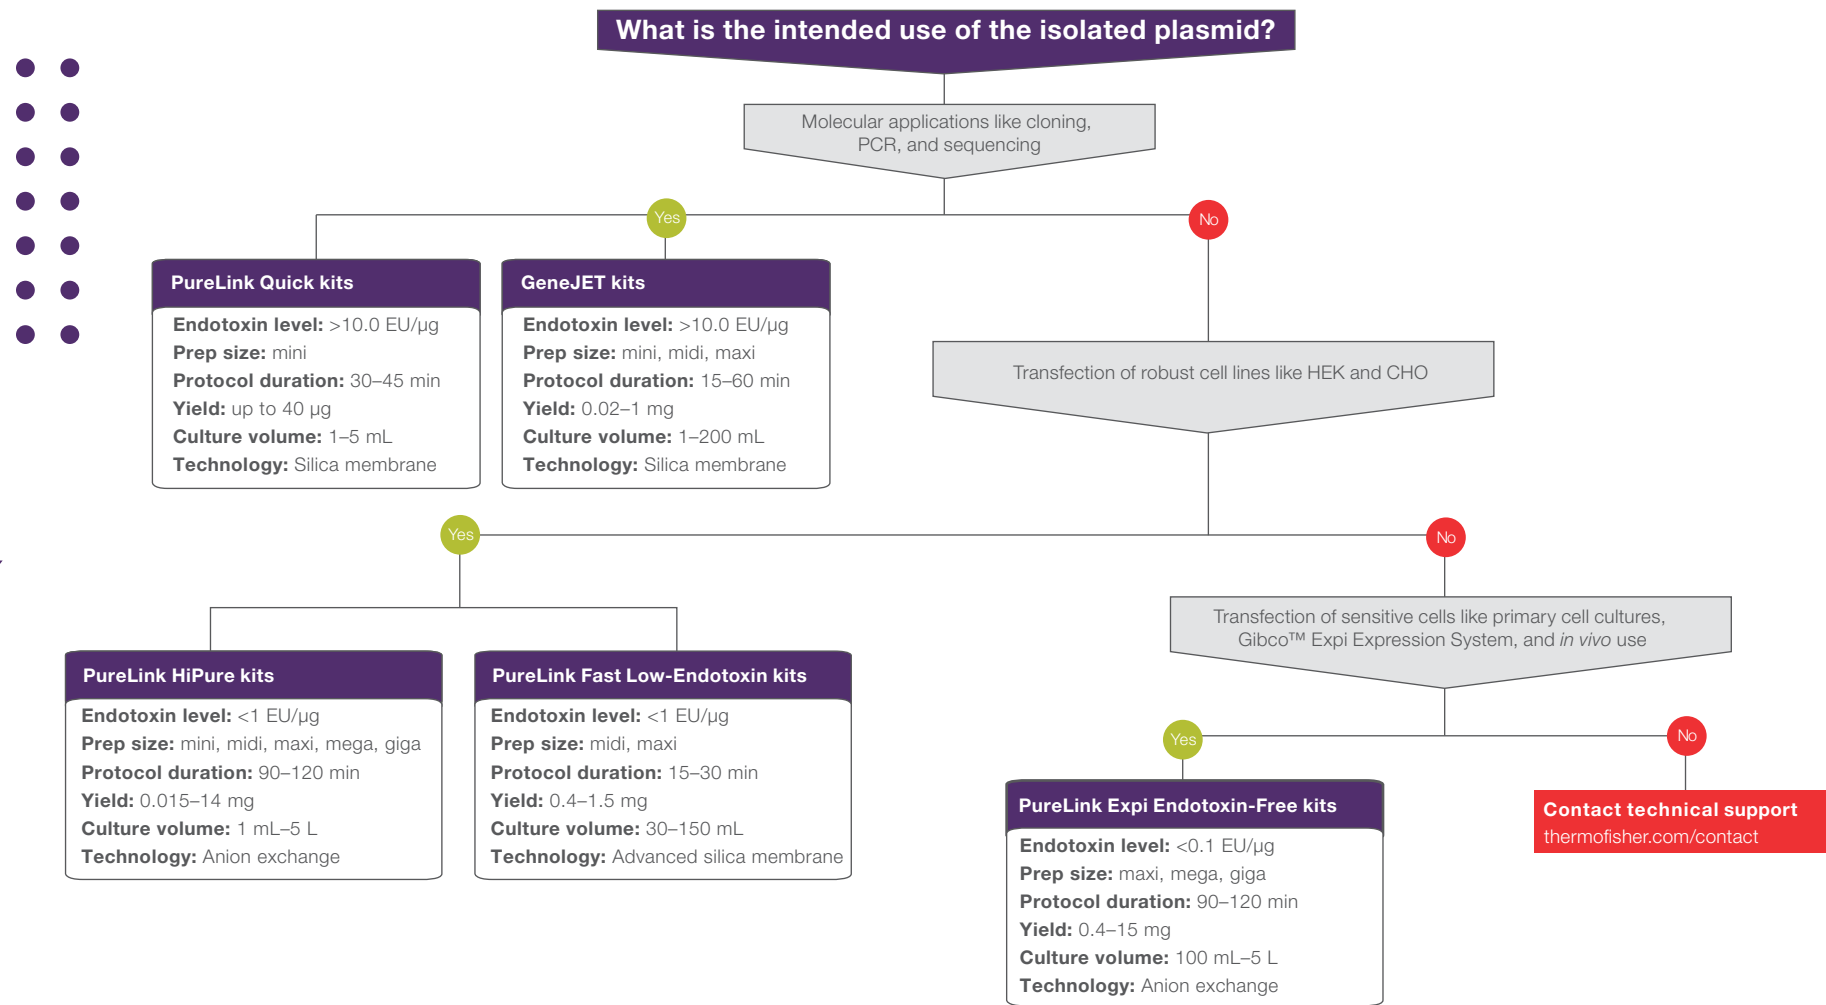 What is the intended use of the isolated plasmid?
Molecular applications like cloning,
PCR, and sequencing
Yes
No
PureLink Quick kits
Endotoxin level: >10.0 EU/µg
Prep size: mini
Protocol duration: 30–45 min
Yield: up to 40 µg
Culture volume: 1–5 mL
Technology: Silica membrane
GeneJET kits
Endotoxin level: >10.0 EU/µg
Prep size: mini, midi, maxi
Protocol duration: 15–60 min
Yield: 0.02–1 mg
Culture volume: 1–200 mL
Technology: Silica membrane
Transfection of robust cell lines like HEK and CHO
Yes
No
PureLink HiPure kits
Endotoxin level: <1 EU/µg
Prep size: mini, midi, maxi, mega, giga
Protocol duration: 90–120 min
Yield: 0.015–14 mg
Culture volume: 1 mL–5 L
Technology: Anion exchange
PureLink Fast Low-Endotoxin kits
Endotoxin level: <1 EU/µg
Prep size: midi, maxi
Protocol duration: 15–30 min
Yield: 0.4–1.5 mg
Culture volume: 30–150 mL
Technology: Advanced silica membrane
Transfection of sensitive cells like primary cell cultures,
Gibco™ Expi Expression System, and in vivo use
Yes
No
PureLink Expi Endotoxin-Free kits
Endotoxin level: <0.1 EU/µg
Prep size: maxi, mega, giga
Protocol duration: 90–120 min
Yield: 0.4–15 mg
Culture volume: 100 mL–5 L
Technology: Anion exchange
Contact technical support
thermofisher.com/contact